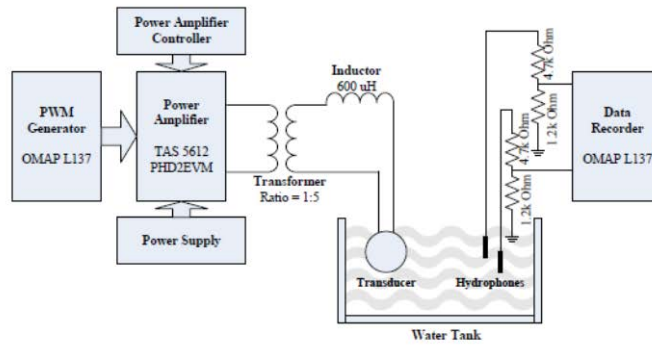 Power Amplifier
Controller
PWM
Generator
OMAP L137
Power
Amplifier
TAS 5612
PHD2EVM
Power Supply
Transformer
Ratio = 1:5
Inductor
600 uH
4.7k Ohm
1.2k Ohm
4.7k Ohm
1.2k Ohm
Data
Recorder
OMAP L137
Transducer
Hydrophones
Water Tank